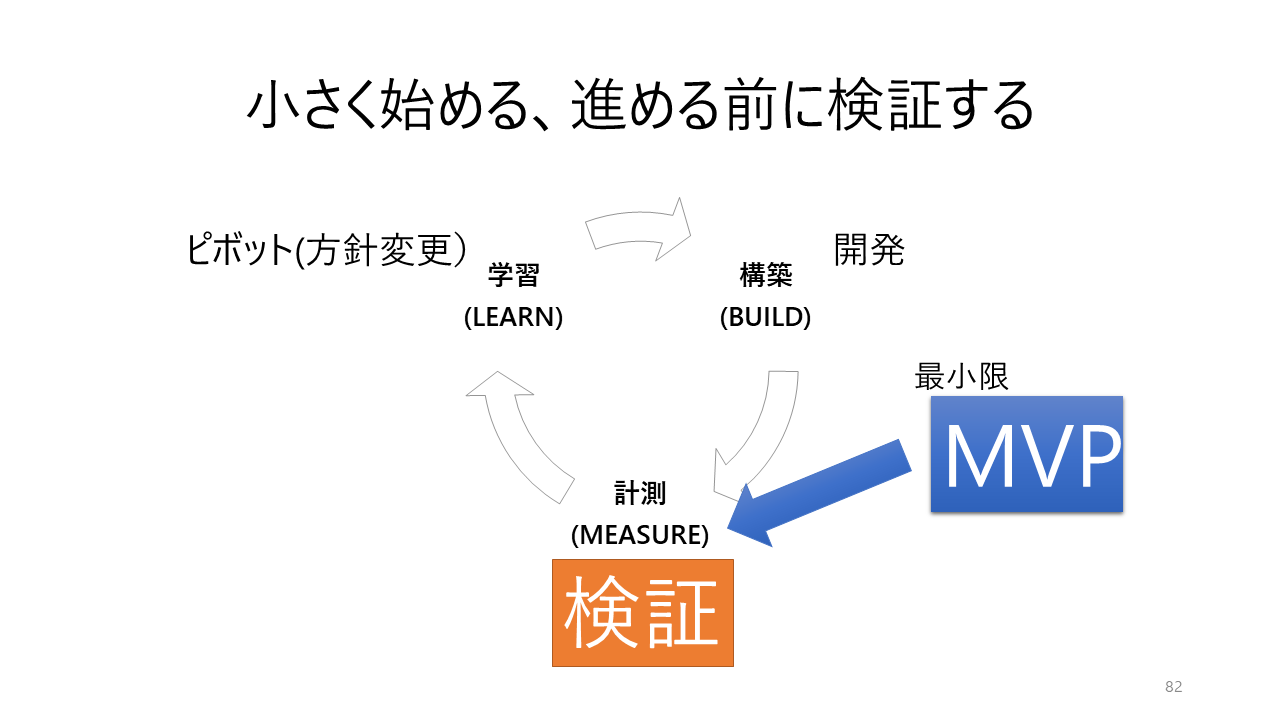 小さく始める、進める前に検証する
ピボット(方針変更）
学習
(LEARN)
構築
(BUILD)
開発
最小限
MVP
計測
(MEASURE)
検証
82